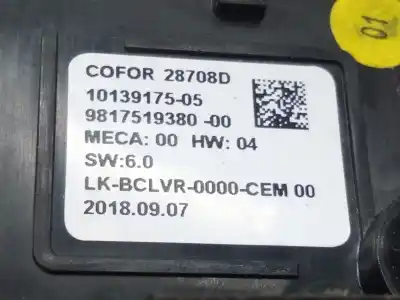 01
COFOR 28708D
10139175-05
9817519380 -00
MECA: 00 HW: 04
SW:6.0
LK-BCLVR-0000-CEM 00
2018.09.07